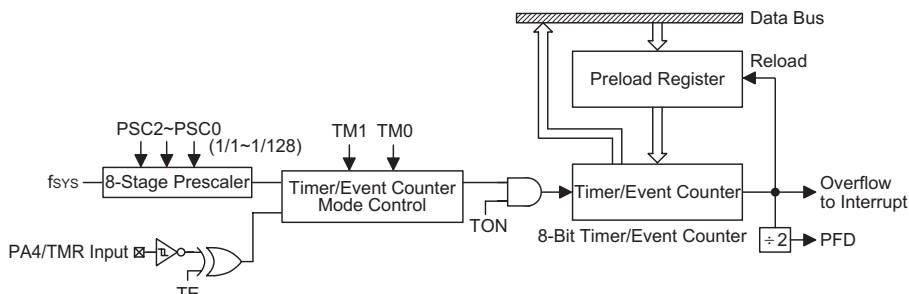 Data Bus
Reload
Preload Register
PSC2~PSC0
(1/1~1/128)
TM1 TM0
fSYS
8-Stage Prescaler
Timer/Event Counter
Mode Control
TON
Timer/Event Counter
8-Bit Timer/Event Counter
Overflow
to Interrupt
÷2
PFD
PA4/TMR Input
TE